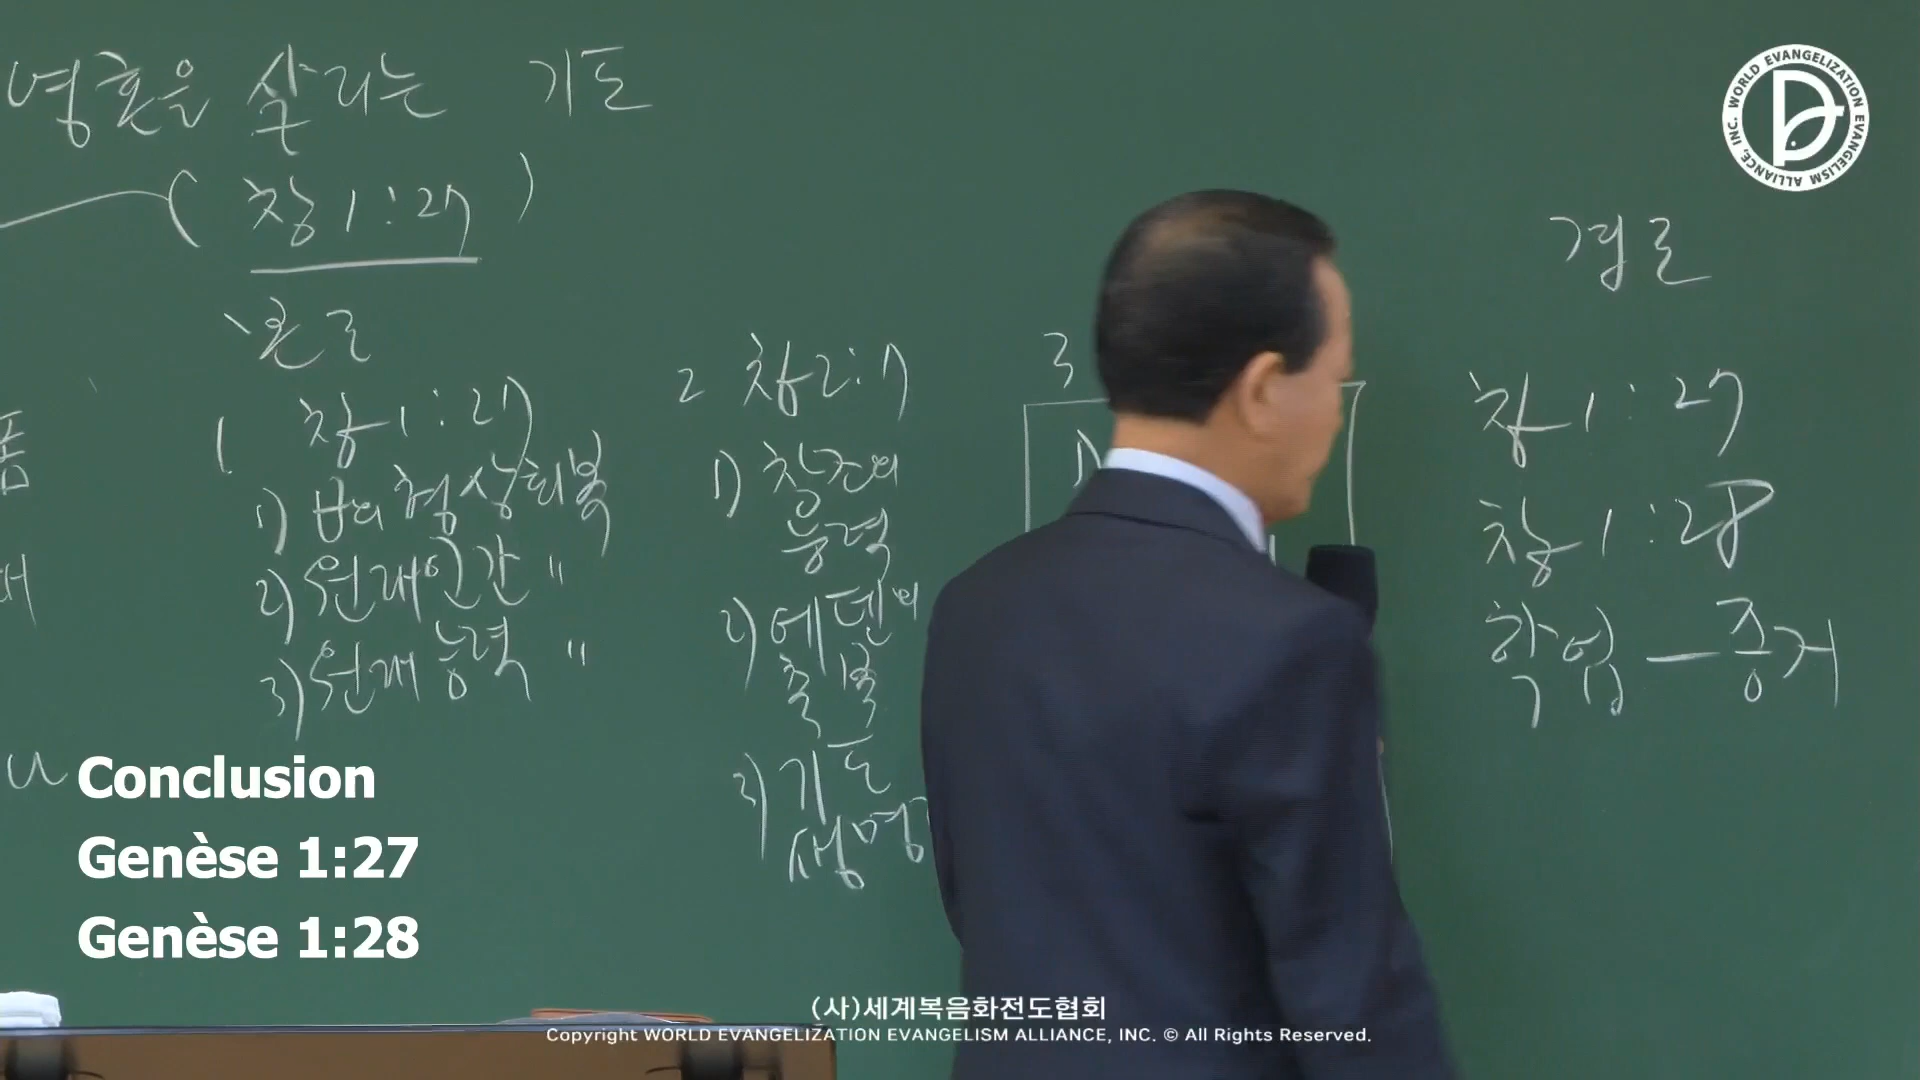 영혼을 살리는 기도
(창 1:27)
본론
1 창 1:27
1) 의 형상회복
2) 원래인간 "
3) 원래능력 "
2 창 2:7
1) 창조의
능력
2) 에덴의
축복
3) 기도
생명
3
1)
결론
창 1:27
창 1:28
학업 — 증거
Conclusion
Genèse 1:27
Genèse 1:28
WORLD EVANGELIZATION EVANGELISM ALLIANCE, INC.
(사)세계복음화전도협회
Copyright WORLD EVANGELIZATION EVANGELISM ALLIANCE, INC. © All Rights Reserved.